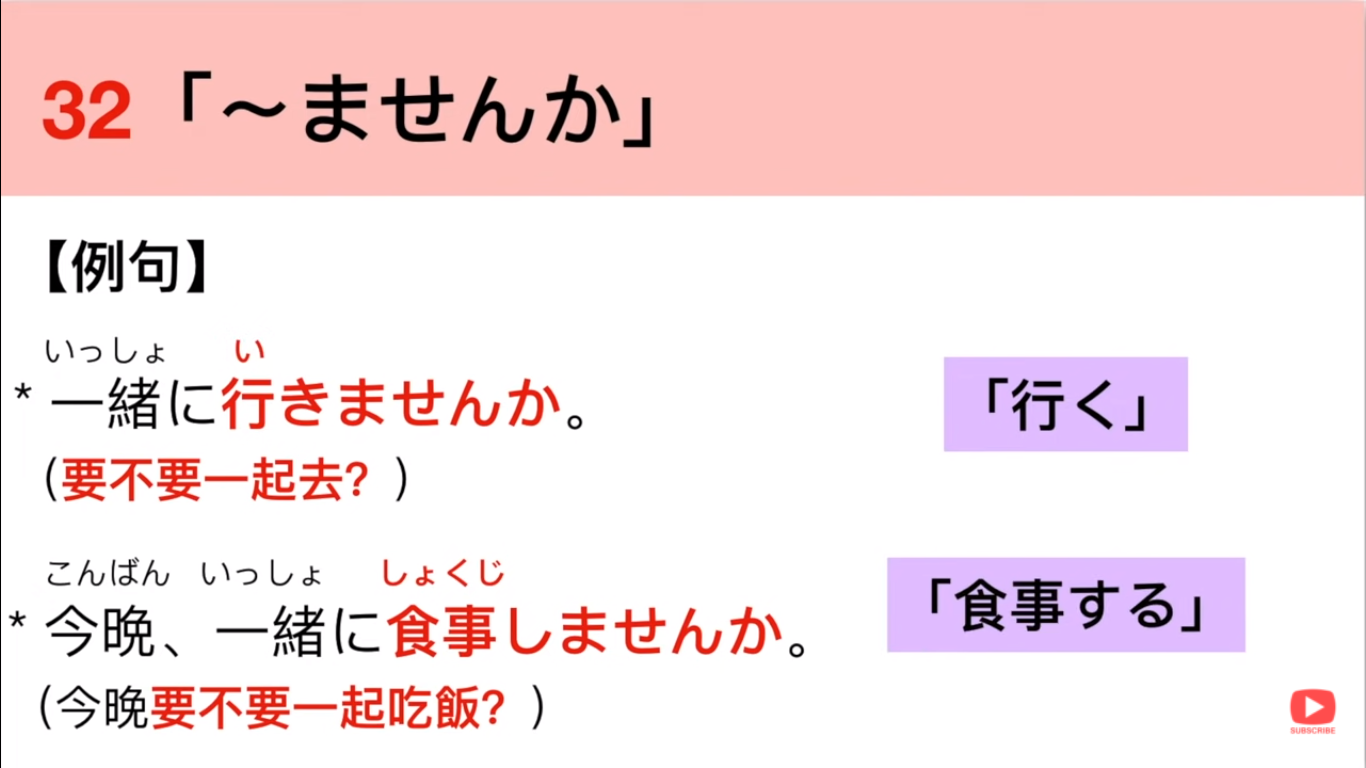 32「～ませんか」
【例句】
いっしょ い
* 一緒に行きませんか。
「行く」
（要不要一起去? ）
こんばん いっしょ しょくじ
* 今晩、一緒に食事しませんか。
「食事する」
（今晚要不要一起吃飯? ）
SUBSCRIBE